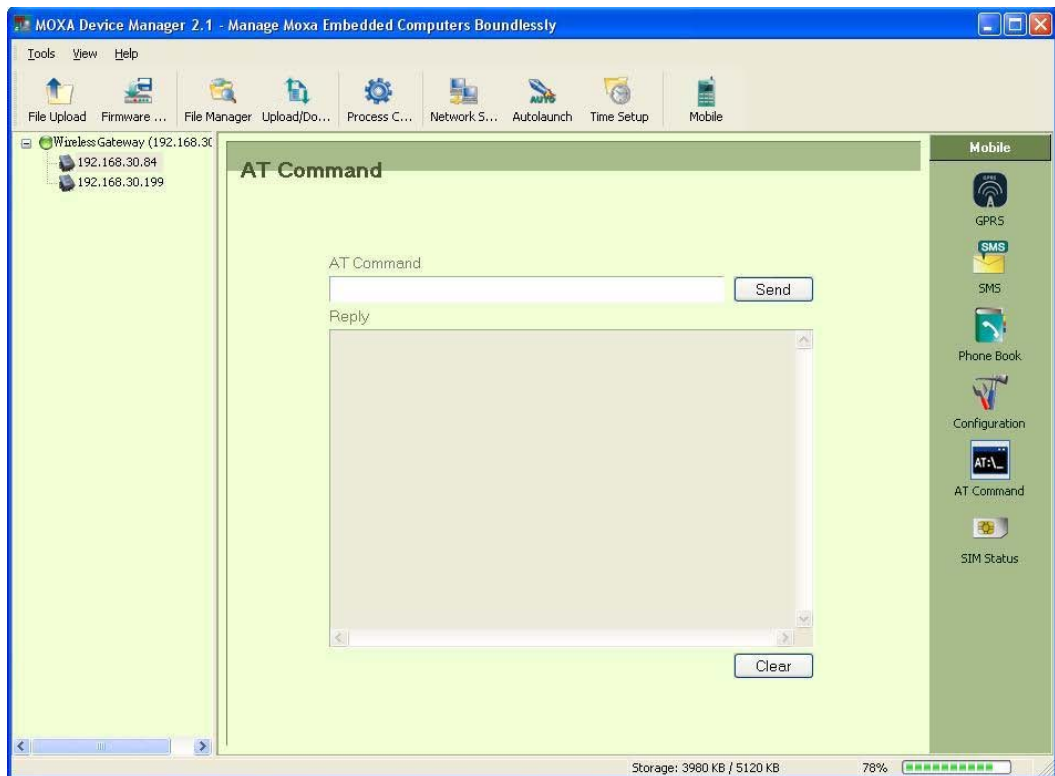 MOXA Device Manager 2.1 - Manage Moxa Embedded Computers Boundlessly
Tools View Help
File Upload Firmware ... File Manager Upload/Do... Process C... Network S... AUTO Autolaunch Time Setup Mobile
Wireless Gateway (192.168.30
192.168.30.84
192.168.30.199
AT Command
AT Command
Send
Reply
Clear
Mobile
GPRS
GPRS
SMS
SMS
Phone Book
Configuration
AT:\_
AT Command
SIM Status
Storage: 3980 KB / 5120 KB 78%